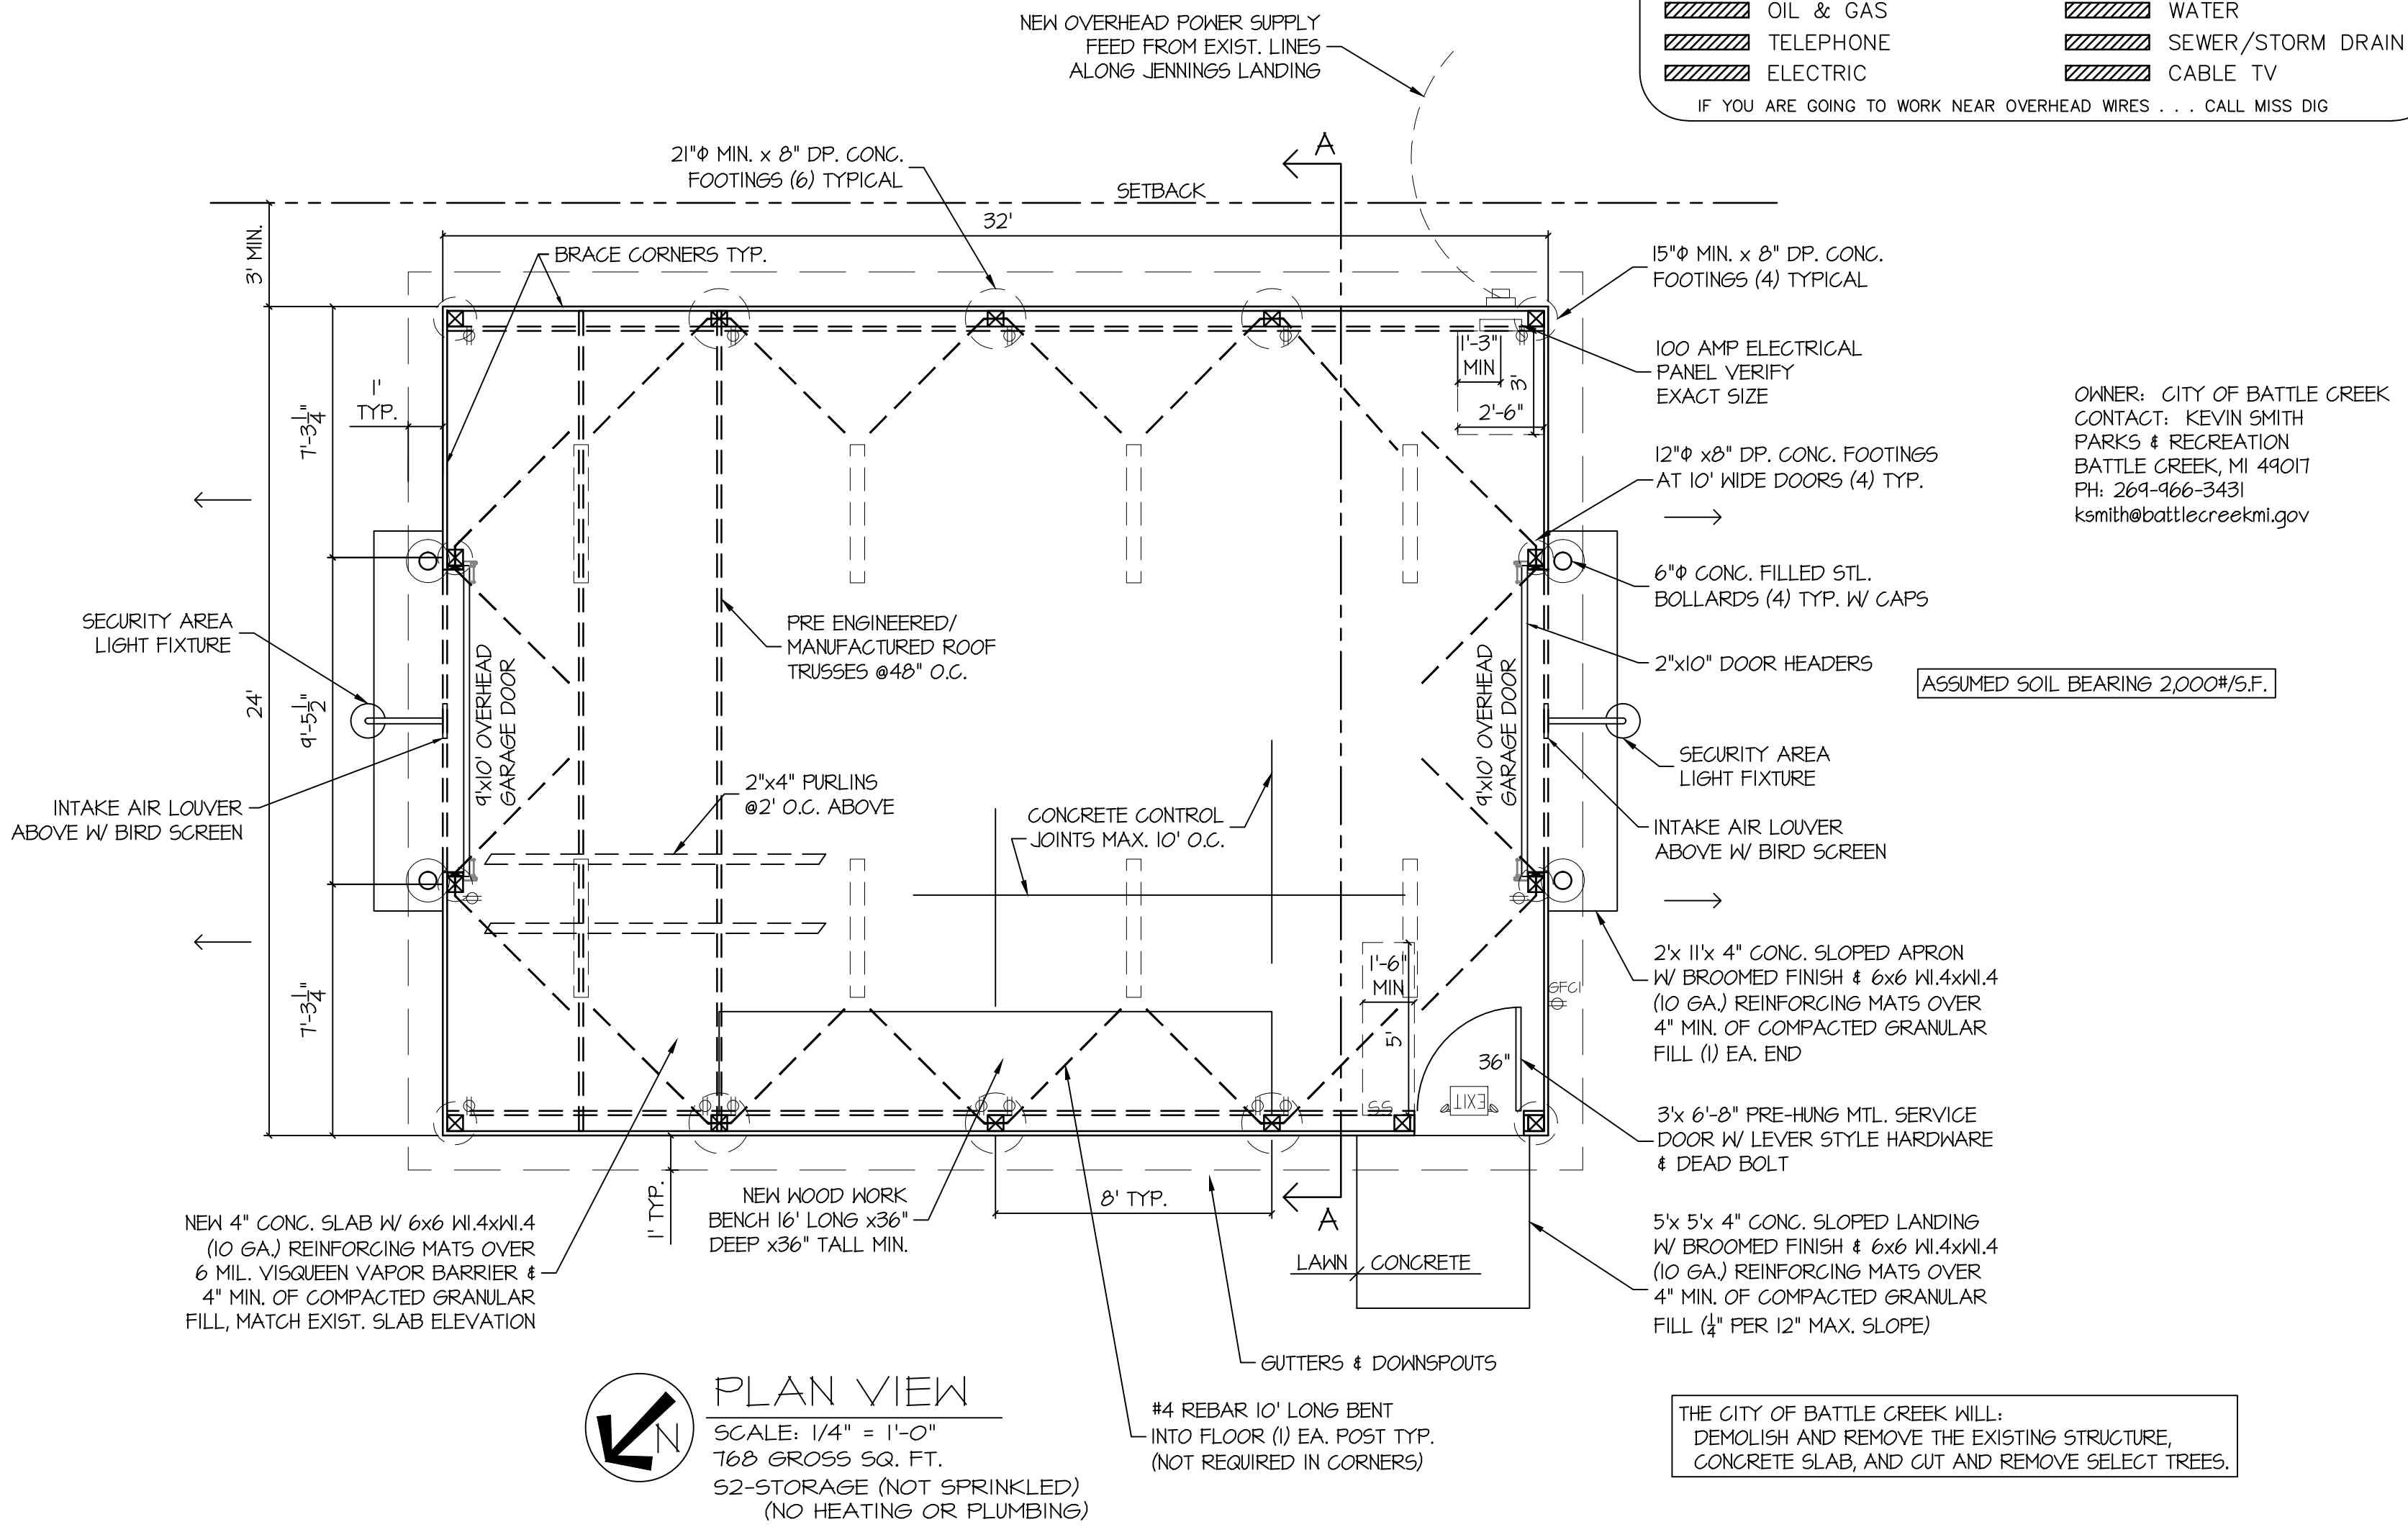 NEW OVERHEAD POWER SUPPLY
FEED FROM EXIST. LINES
ALONG JENNINGS LANDING
OIL & GAS
WATER
TELEPHONE
SEWER/STORM DRAIN
ELECTRIC
CABLE TV
IF YOU ARE GOING TO WORK NEAR OVERHEAD WIRES . . . CALL MISS DIG
A
21"Φ MIN. x 8" DP. CONC.
FOOTINGS (6) TYPICAL
SETBACK
32'
3' MIN.
BRACE CORNERS TYP.
15"Φ MIN. x 8" DP. CONC.
FOOTINGS (4) TYPICAL
1'-3"
MIN
3'
2'-6"
100 AMP ELECTRICAL
PANEL VERIFY
EXACT SIZE
1'
TYP.
7'-3 1/4"
OWNER: CITY OF BATTLE CREEK
CONTACT: KEVIN SMITH
PARKS & RECREATION
BATTLE CREEK, MI 49017
PH: 269-966-3431
ksmith@battlecreekmi.gov
12"Φ x8" DP. CONC. FOOTINGS
AT 10' WIDE DOORS (4) TYP.
6"Φ CONC. FILLED STL.
BOLLARDS (4) TYP. W/ CAPS
SECURITY AREA
LIGHT FIXTURE
PRE ENGINEERED/
MANUFACTURED ROOF
TRUSSES @48" O.C.
2"x10" DOOR HEADERS
ASSUMED SOIL BEARING 2,000#/S.F.
24'
9'-5 1/2"
9'x10' OVERHEAD
GARAGE DOOR
9'x10' OVERHEAD
GARAGE DOOR
SECURITY AREA
LIGHT FIXTURE
INTAKE AIR LOUVER
ABOVE W/ BIRD SCREEN
2"x4" PURLINS
@2' O.C. ABOVE
CONCRETE CONTROL
JOINTS MAX. 10' O.C.
INTAKE AIR LOUVER
ABOVE W/ BIRD SCREEN
7'-3 1/4"
1'-6"
MIN
5'
GFCI
36"
EXIT
SS
2'x 11'x 4" CONC. SLOPED APRON
W/ BROOMED FINISH & 6x6 W1.4xW1.4
(10 GA.) REINFORCING MATS OVER
4" MIN. OF COMPACTED GRANULAR
FILL (1) EA. END
3'x 6'-8" PRE-HUNG MTL. SERVICE
DOOR W/ LEVER STYLE HARDWARE
& DEAD BOLT
1' TYP.
NEW WOOD WORK
BENCH 16' LONG x36"
DEEP x36" TALL MIN.
8' TYP.
A
LAWN
CONCRETE
NEW 4" CONC. SLAB W/ 6x6 W1.4xW1.4
(10 GA.) REINFORCING MATS OVER
6 MIL. VISQUEEN VAPOR BARRIER &
4" MIN. OF COMPACTED GRANULAR
FILL, MATCH EXIST. SLAB ELEVATION
5'x 5'x 4" CONC. SLOPED LANDING
W/ BROOMED FINISH & 6x6 W1.4xW1.4
(10 GA.) REINFORCING MATS OVER
4" MIN. OF COMPACTED GRANULAR
FILL (1/4" PER 12" MAX. SLOPE)
GUTTERS & DOWNSPOUTS
#4 REBAR 10' LONG BENT
INTO FLOOR (1) EA. POST TYP.
(NOT REQUIRED IN CORNERS)
N
PLAN VIEW
SCALE: 1/4" = 1'-0"
768 GROSS SQ. FT.
S2-STORAGE (NOT SPRINKLED)
(NO HEATING OR PLUMBING)
THE CITY OF BATTLE CREEK WILL:
DEMOLISH AND REMOVE THE EXISTING STRUCTURE,
CONCRETE SLAB, AND CUT AND REMOVE SELECT TREES.